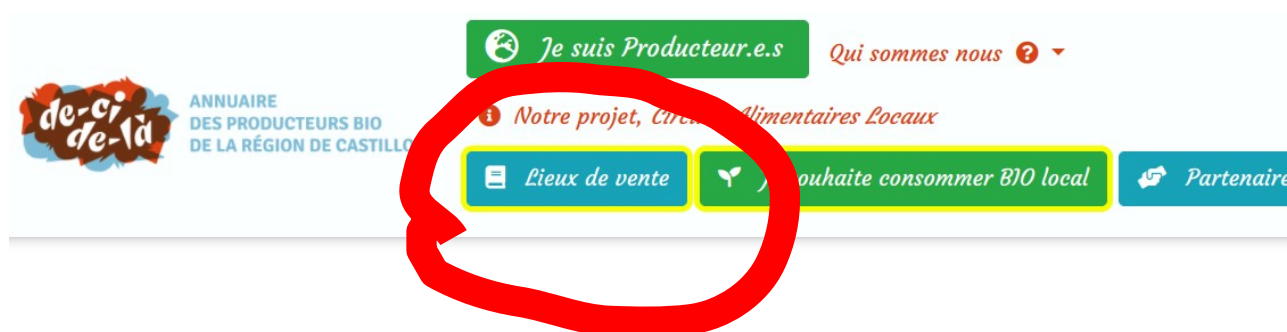 de-ci
de-là
ANNUAIRE
DES PRODUCTEURS BIO
DE LA RÉGION DE CASTILLO
Je suis Producteur.e.s
Qui sommes nous
Notre projet, Alimentaires Locaux
Lieux de vente
souhaite consommer BIO local
Partenaire